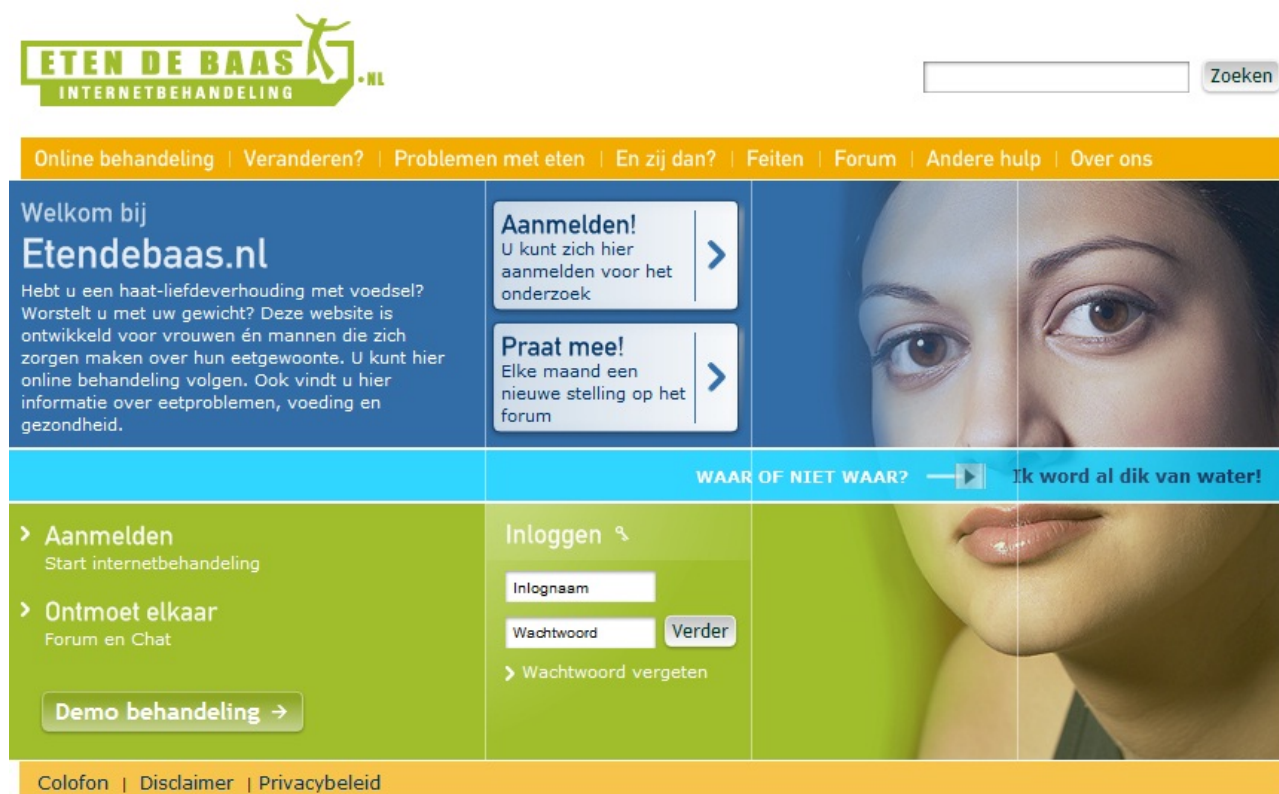 ETEN DE BAAS
.NL
INTERNETBEHANDELING
Zoeken
Online behandeling | Veranderen? | Problemen met eten | En zij dan? | Feiten | Forum | Andere hulp | Over ons
Welkom bij
Etendebaas.nl
Hebt u een haat-liefdeverhouding met voedsel?
Worstelt u met uw gewicht? Deze website is
ontwikkeld voor vrouwen én mannen die zich
zorgen maken over hun eetgewoonte. U kunt hier
online behandeling volgen. Ook vindt u hier
informatie over eetproblemen, voeding en
gezondheid.
Aanmelden!
U kunt zich hier
aanmelden voor het
onderzoek
Praat mee!
Elke maand een
nieuwe stelling op het
forum
WAAR OF NIET WAAR? Ik word al dik van water!
Aanmelden
Start internetbehandeling
Ontmoet elkaar
Forum en Chat
Demo behandeling →
Inloggen
Inlognaam
Wachtwoord Verder
Wachtwoord vergeten
Colofon | Disclaimer | Privacybeleid